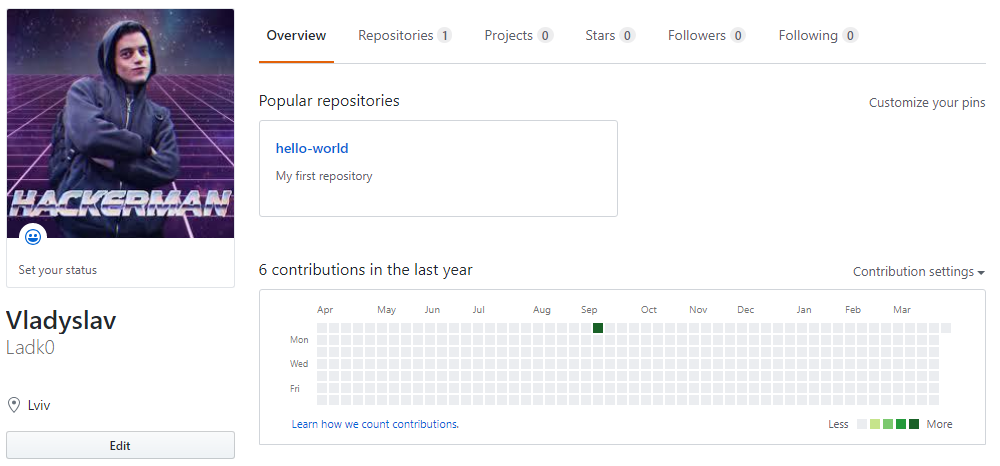 HACKERMAN
Set your status
Vladyslav
Ladk0
Lviv
Edit
Overview Repositories 1 Projects 0 Stars 0 Followers 0 Following 0
Popular repositories Customize your pins
hello-world
My first repository
6 contributions in the last year Contribution settings
Apr May Jun Jul Aug Sep Oct Nov Dec Jan Feb Mar
Mon
Wed
Fri
Learn how we count contributions. Less More